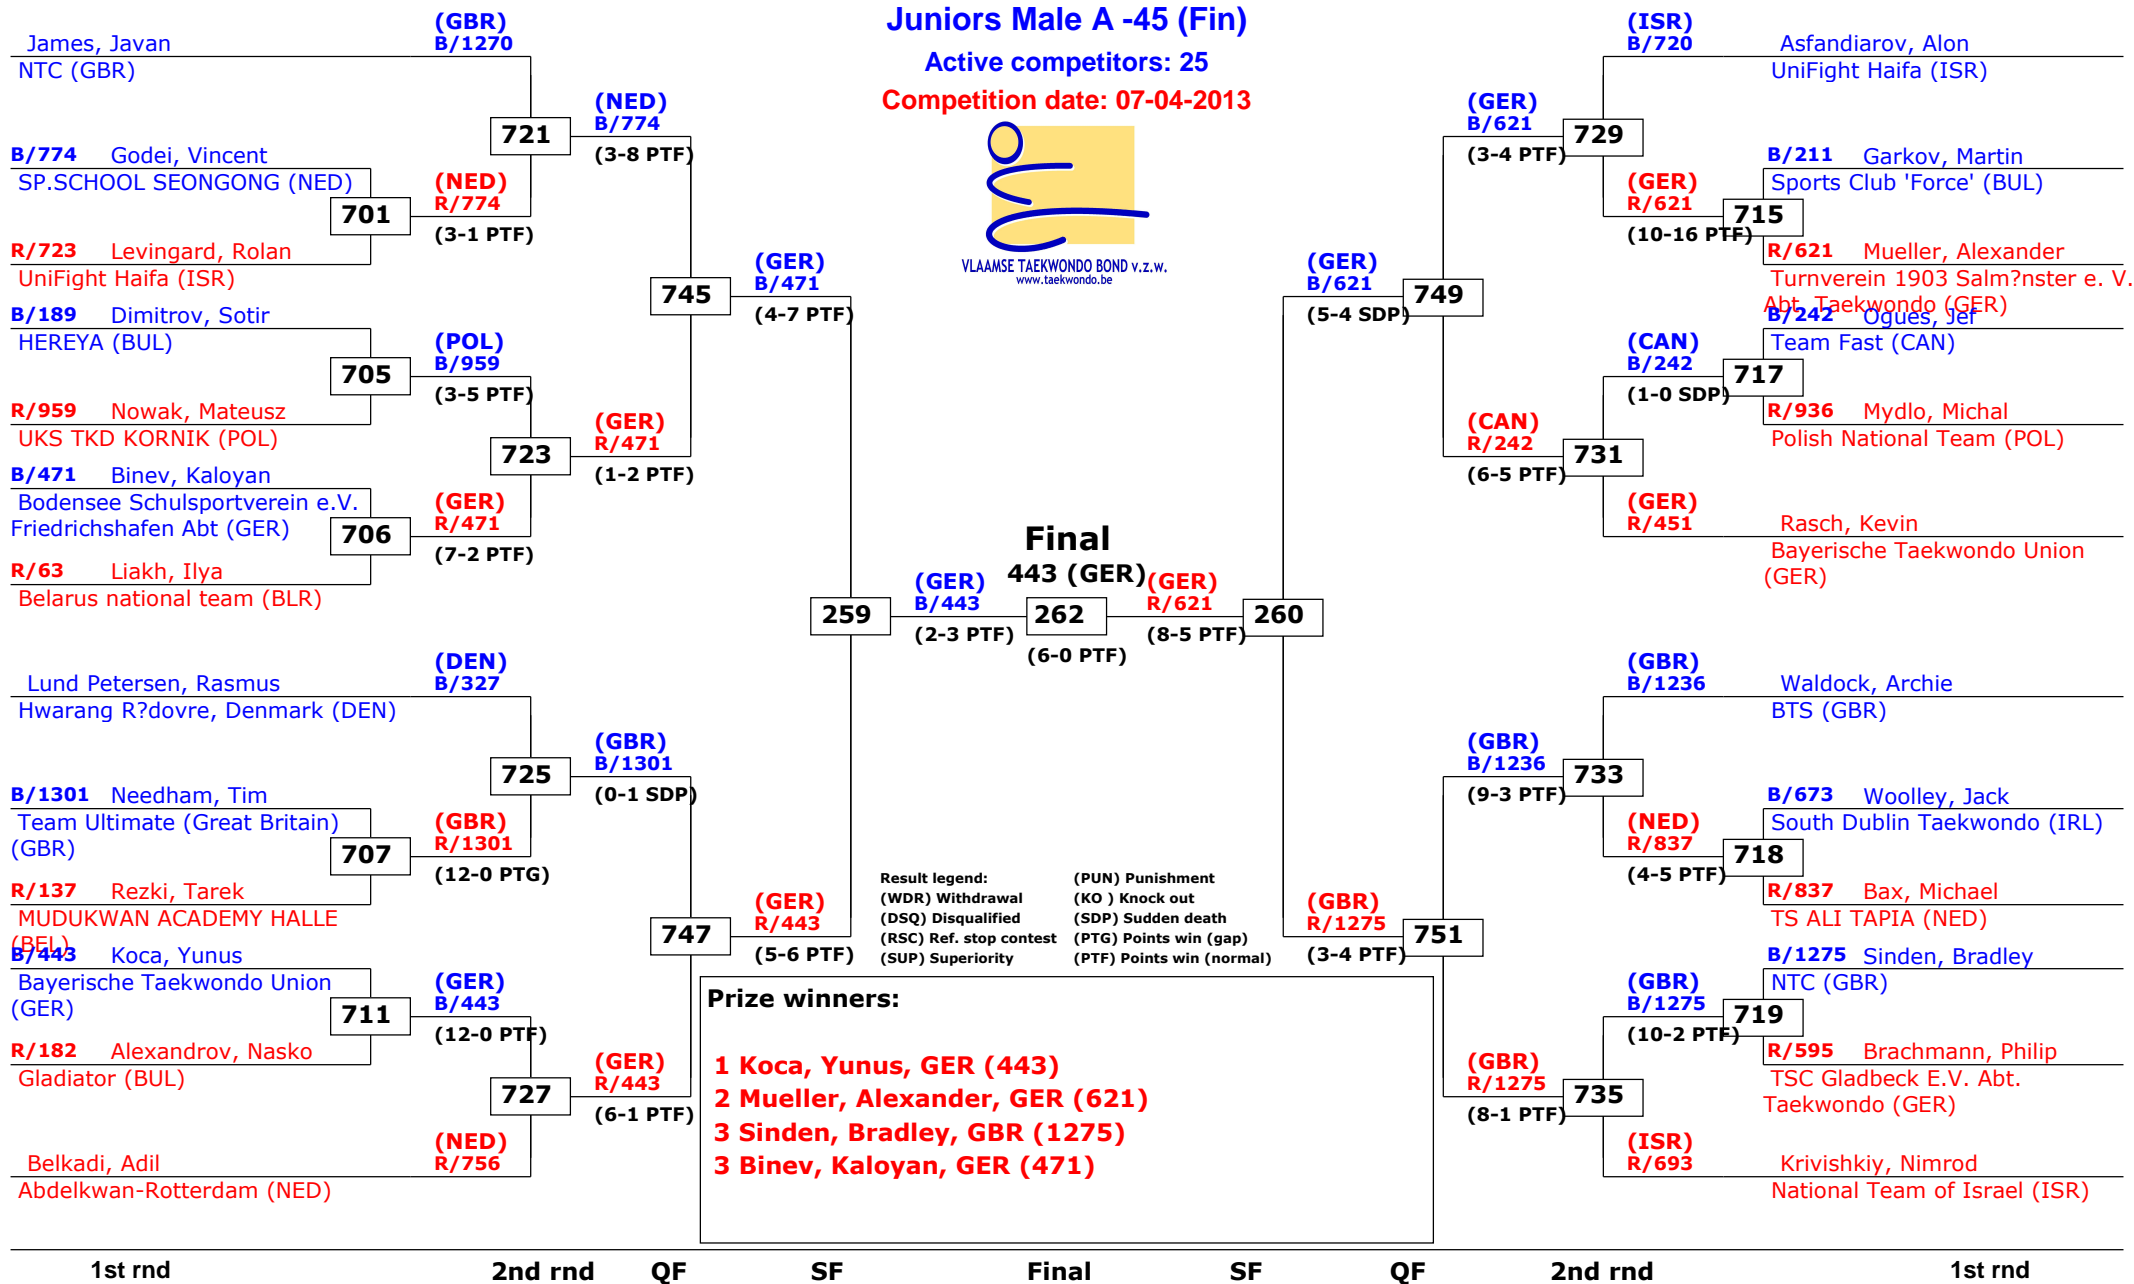 Juniors Male A -45 (Fin)
Active competitors: 25
Competition date: 07-04-2013
VLAAMSE TAEKWONDO BOND v.z.w.
www.taekwondo.be
James, Javan
NTC (GBR)
(GBR)
B/1270
B/774 Godei, Vincent
SP.SCHOOL SEONGONG (NED)
701
R/723 Levingard, Rolan
UniFight Haifa (ISR)
(NED)
R/774
(3-1 PTF)
721
(NED)
B/774
(3-8 PTF)
B/189 Dimitrov, Sotir
HEREYA (BUL)
705
R/959 Nowak, Mateusz
UKS TKD KORNIK (POL)
(POL)
B/959
(3-5 PTF)
B/471 Binev, Kaloyan
Bodensee Schulsportverein e.V.
Friedrichshafen Abt (GER)
706
R/63 Liakh, Ilya
Belarus national team (BLR)
(GER)
R/471
(7-2 PTF)
723
(GER)
R/471
(1-2 PTF)
745
(GER)
B/471
(4-7 PTF)
Lund Petersen, Rasmus
Hwarang R?dovre, Denmark (DEN)
(DEN)
B/327
B/1301 Needham, Tim
Team Ultimate (Great Britain)
(GBR)
707
R/137 Rezki, Tarek
MUDUKWAN ACADEMY HALLE
(BEL)
(GBR)
R/1301
(12-0 PTG)
725
(GBR)
B/1301
(0-1 SDP)
B/443 Koca, Yunus
Bayerische Taekwondo Union
(GER)
711
R/182 Alexandrov, Nasko
Gladiator (BUL)
(GER)
B/443
(12-0 PTF)
727
Belkadi, Adil
Abdelkwan-Rotterdam (NED)
(NED)
R/756
(GER)
R/443
(6-1 PTF)
747
(GER)
R/443
(5-6 PTF)
259
(GER)
B/443
(2-3 PTF)
Final
443 (GER)
262
(6-0 PTF)
(GER)
R/621
(8-5 PTF)
260
(GER)
B/621
(5-4 SDP)
749
(GER)
B/621
(3-4 PTF)
729
(ISR)
B/720
Asfandiarov, Alon
UniFight Haifa (ISR)
B/211 Garkov, Martin
Sports Club 'Force' (BUL)
(GER)
R/621
(10-16 PTF)
715
R/621 Mueller, Alexander
Turnverein 1903 Salm?nster e. V.
Abt. Taekwondo (GER)
B/242 Ogues, Jef
Team Fast (CAN)
(CAN)
B/242
(1-0 SDP)
717
R/936 Mydlo, Michal
Polish National Team (POL)
(CAN)
R/242
(6-5 PTF)
731
(GER)
R/451
Rasch, Kevin
Bayerische Taekwondo Union
(GER)
(GBR)
B/1236
Waldock, Archie
BTS (GBR)
(GBR)
B/1236
(9-3 PTF)
733
B/673 Woolley, Jack
South Dublin Taekwondo (IRL)
(NED)
R/837
(4-5 PTF)
718
R/837 Bax, Michael
TS ALI TAPIA (NED)
(GBR)
R/1275
(3-4 PTF)
751
B/1275 Sinden, Bradley
NTC (GBR)
(GBR)
B/1275
(10-2 PTF)
719
R/595 Brachmann, Philip
TSC Gladbeck E.V. Abt.
Taekwondo (GER)
(GBR)
R/1275
(8-1 PTF)
735
(ISR)
R/693
Krivishkiy, Nimrod
National Team of Israel (ISR)
Result legend:
(WDR) Withdrawal
(DSQ) Disqualified
(RSC) Ref. stop contest
(SUP) Superiority
(PUN) Punishment
(KO ) Knock out
(SDP) Sudden death
(PTG) Points win (gap)
(PTF) Points win (normal)
Prize winners:
1 Koca, Yunus, GER (443)
2 Mueller, Alexander, GER (621)
3 Sinden, Bradley, GBR (1275)
3 Binev, Kaloyan, GER (471)
1st rnd 2nd rnd QF SF Final SF QF 2nd rnd 1st rnd